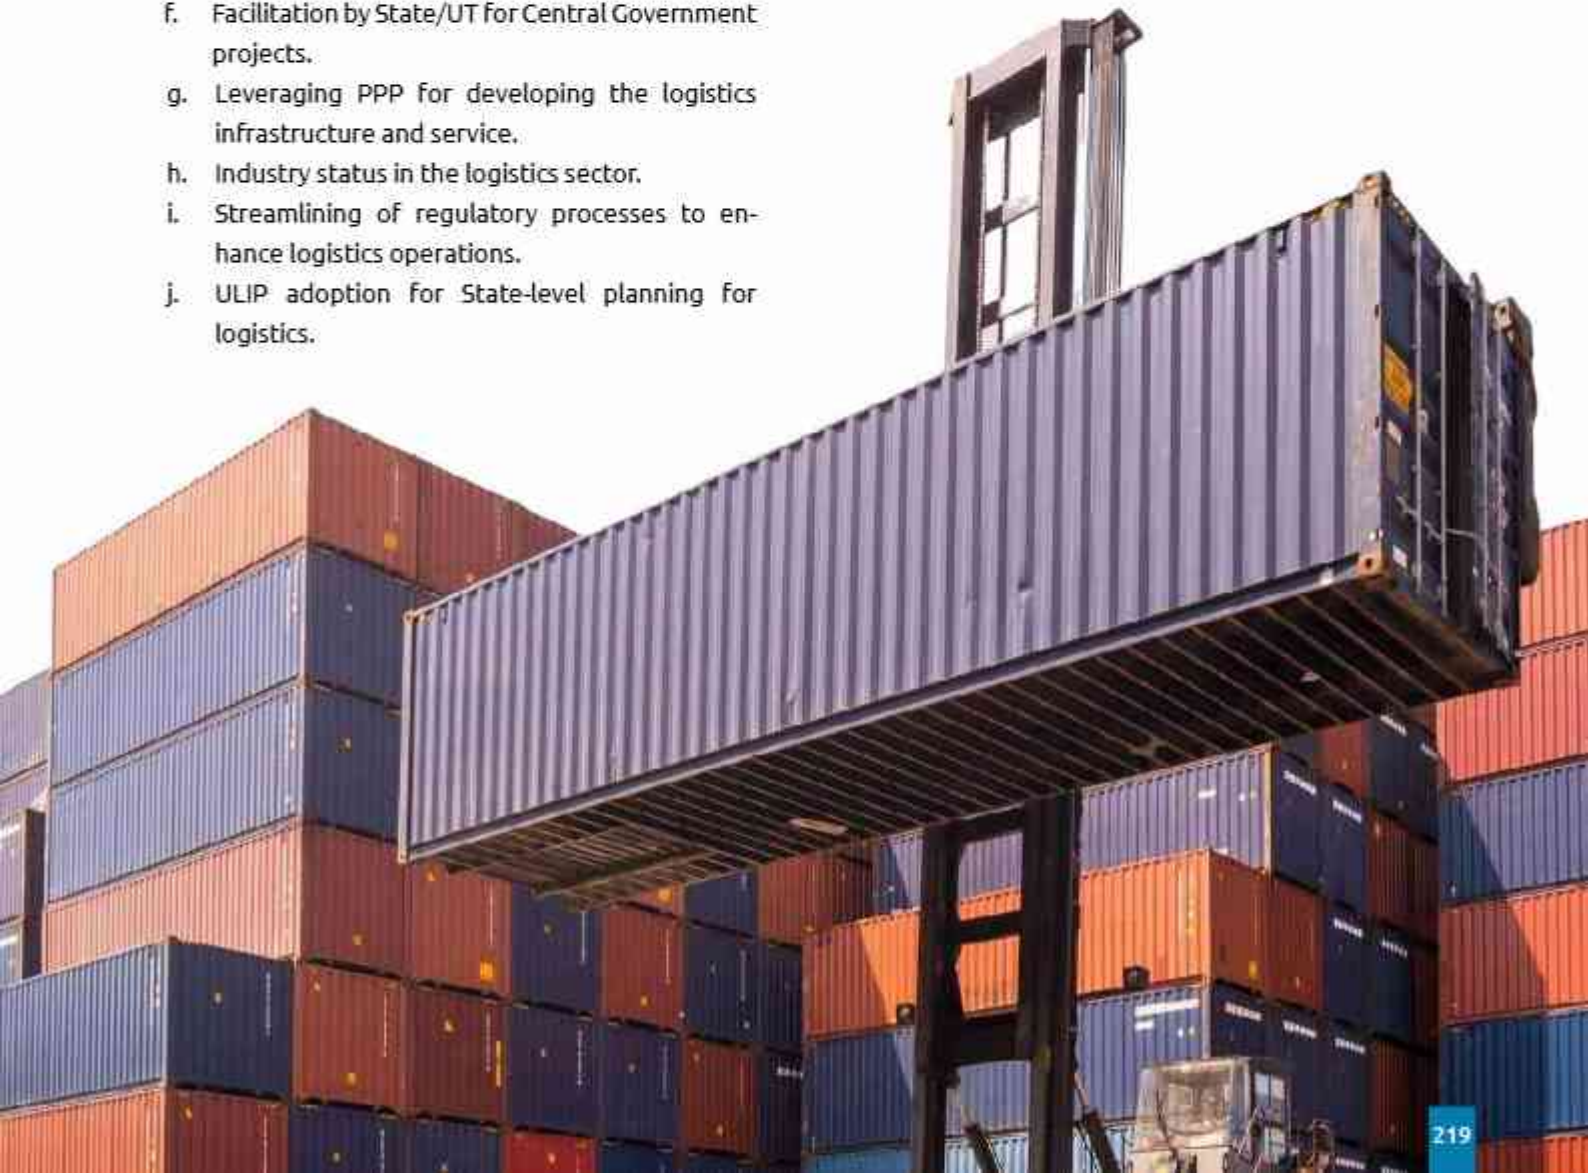 f. Facilitation by State/UT for Central Government
projects.
g. Leveraging PPP for developing the logistics
infrastructure and service.
h. Industry status in the logistics sector.
i. Streamlining of regulatory processes to en-
hance logistics operations.
j. ULIP adoption for State-level planning for
logistics.
219